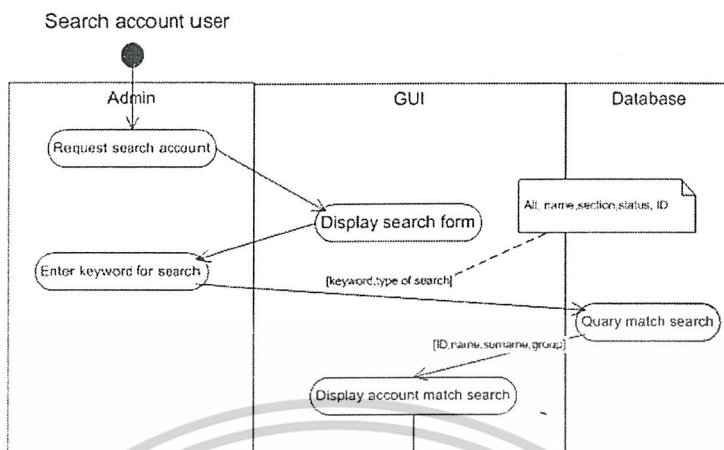 Search account user
Admin
GUI
Database
Request search account
All, name,section,status, ID
Display search form
Enter keyword for search
[keyword,type of search]
Quary match search
[ID,name,surname,group]
Display account match search